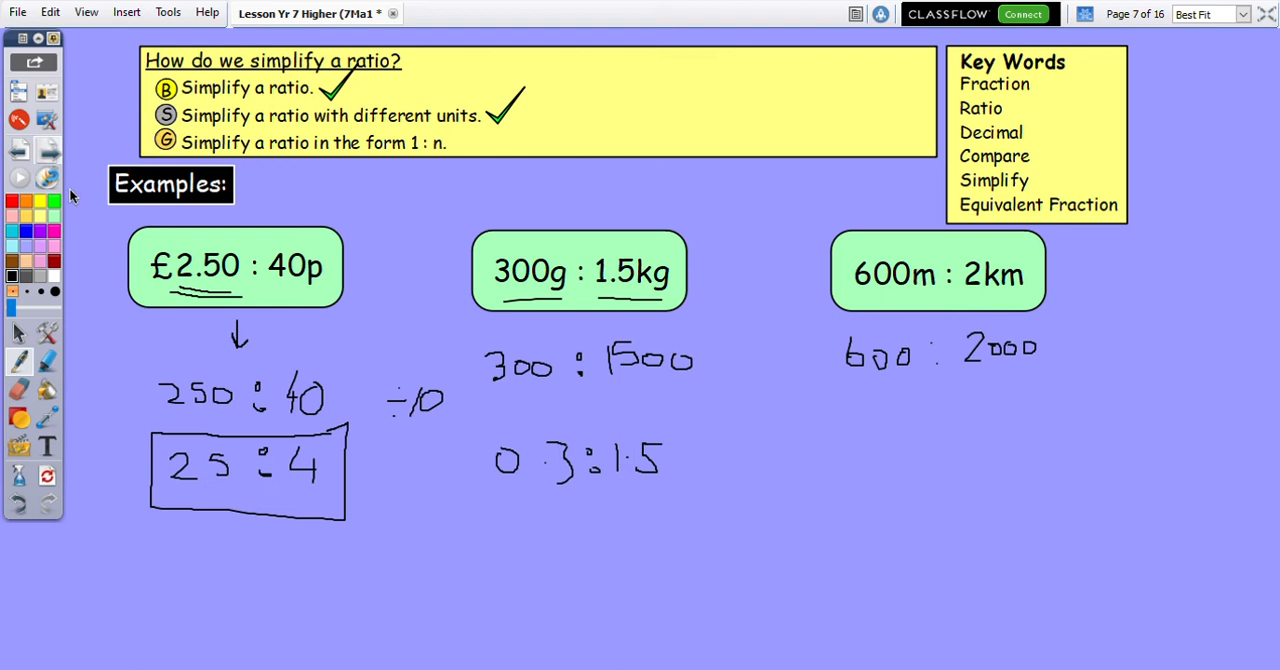 File Edit View Insert Tools Help
Lesson Yr 7 Higher (7Ma1 *
CLASSFLOW Connect
Page 7 of 16
Best Fit
How do we simplify a ratio?
B Simplify a ratio.
S Simplify a ratio with different units.
G Simplify a ratio in the form 1 : n.
Key Words
Fraction
Ratio
Decimal
Compare
Simplify
Equivalent Fraction
Examples:
£2.50 : 40p
250 : 40 ÷10
25 : 4
300g : 1.5kg
300 : 1500
0.3 : 1.5
600m : 2km
600 : 2000
T